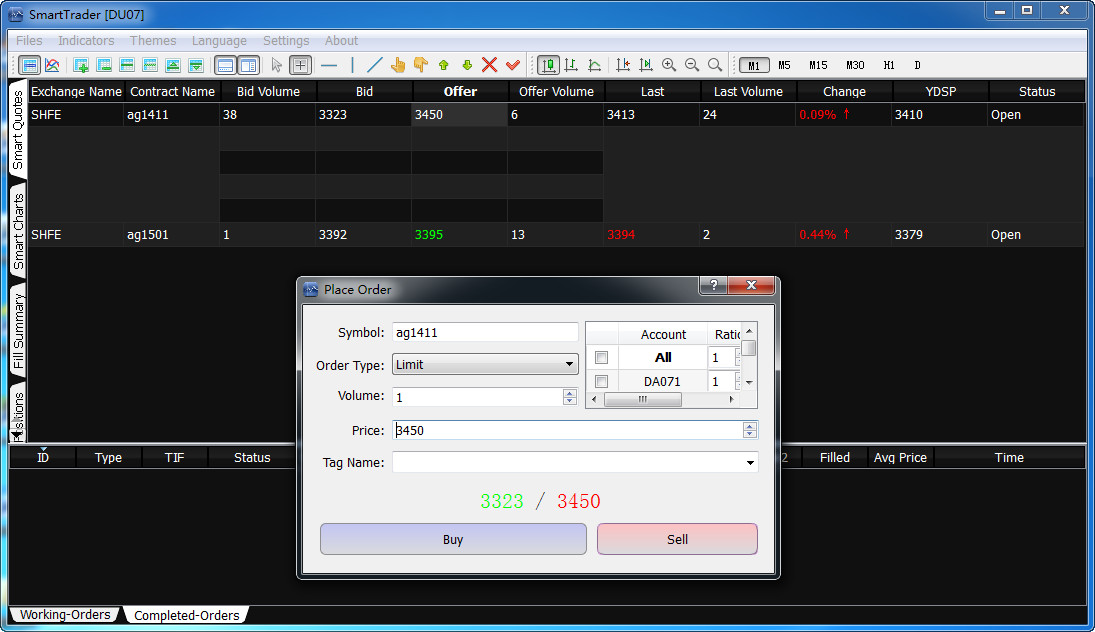 SmartTrader [DU07]
Files Indicators Themes Language Settings About
M1 M5 M15 M30 H1 D
Smart Quotes
Smart Charts
Fill Summary
Exchange Name Contract Name Bid Volume Bid Offer Offer Volume Last Last Volume Change YDSP Status
SHFE ag1411 38 3323 3450 6 3413 24 0.09% ↑ 3410 Open
SHFE ag1501 1 3392 3395 13 3394 2 0.44% ↑ 3379 Open
Place Order
?
Symbol: ag1411
Order Type: Limit
Volume: 1
Account Ratio
All 1
DA071 1
Price: 3450
Tag Name:
3323 / 3450
Buy Sell
ID Type TIF Status 2 Filled Avg Price Time
Working-Orders Completed-Orders